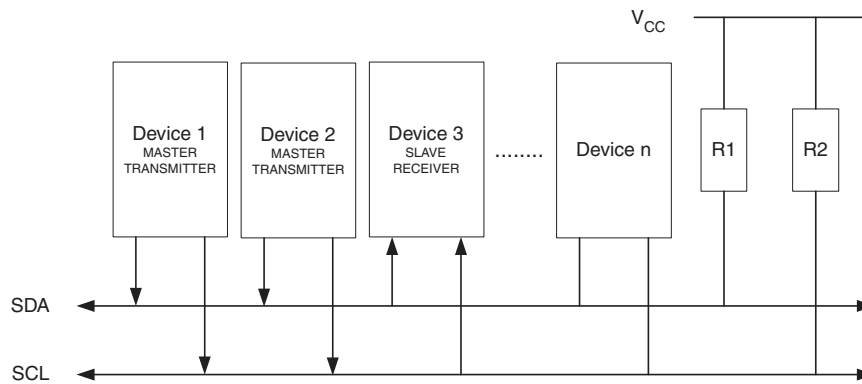 V_CC
Device 1
MASTER
TRANSMITTER
Device 2
MASTER
TRANSMITTER
Device 3
SLAVE
RECEIVER
........
Device n
R1
R2
SDA
SCL